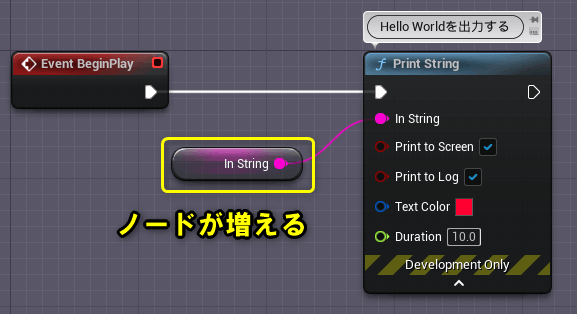 Hello Worldを出力する
Event BeginPlay
Print String
In String
Print to Screen
In String
Print to Log
ノードが増える
Text Color
Duration 10.0
Development Only